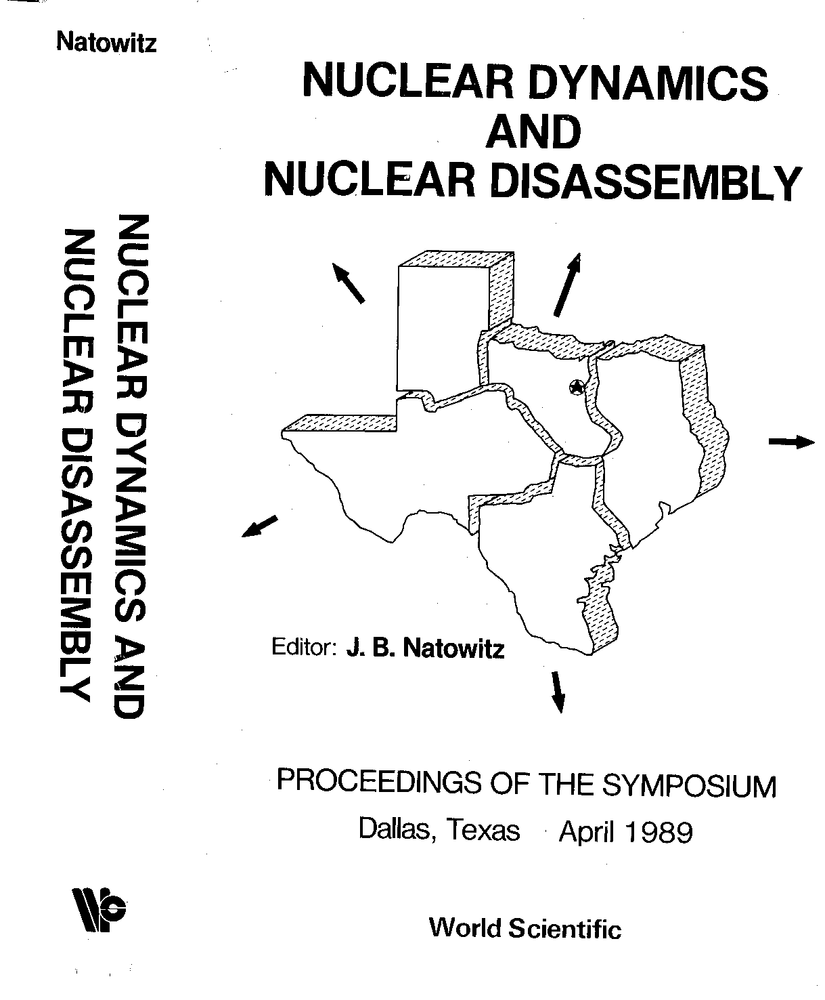 Natowitz
NUCLEAR DYNAMICS AND
NUCLEAR DISASSEMBLY
NUCLEAR DYNAMICS
AND
NUCLEAR DISASSEMBLY
Editor: J. B. Natowitz
PROCEEDINGS OF THE SYMPOSIUM
Dallas, Texas April 1989
World Scientific